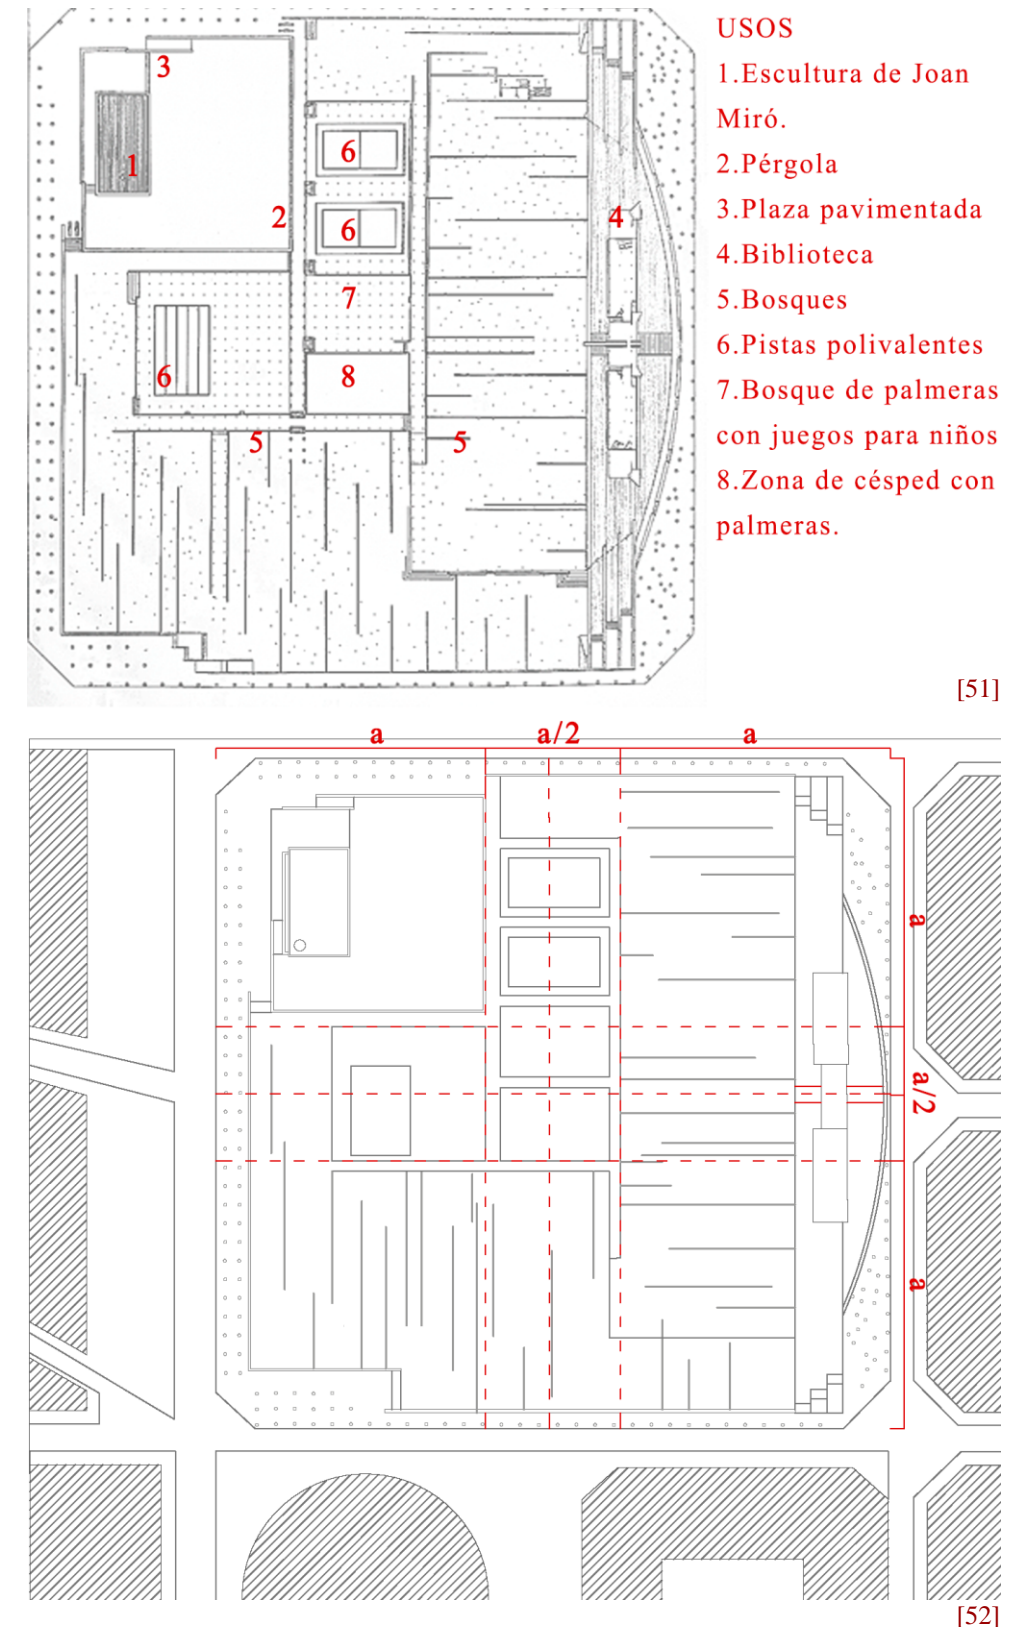 USOS
1.Escultura de Joan
Miró.
2.Pérgola
3.Plaza pavimentada
4.Biblioteca
5.Bosques
6.Pistas polivalentes
7.Bosque de palmeras
con juegos para niños
8.Zona de césped con
palmeras.
3
1
2
6
6
4
7
6
8
5
5
[51]
a
a/2
a
a
a/2
a
[52]